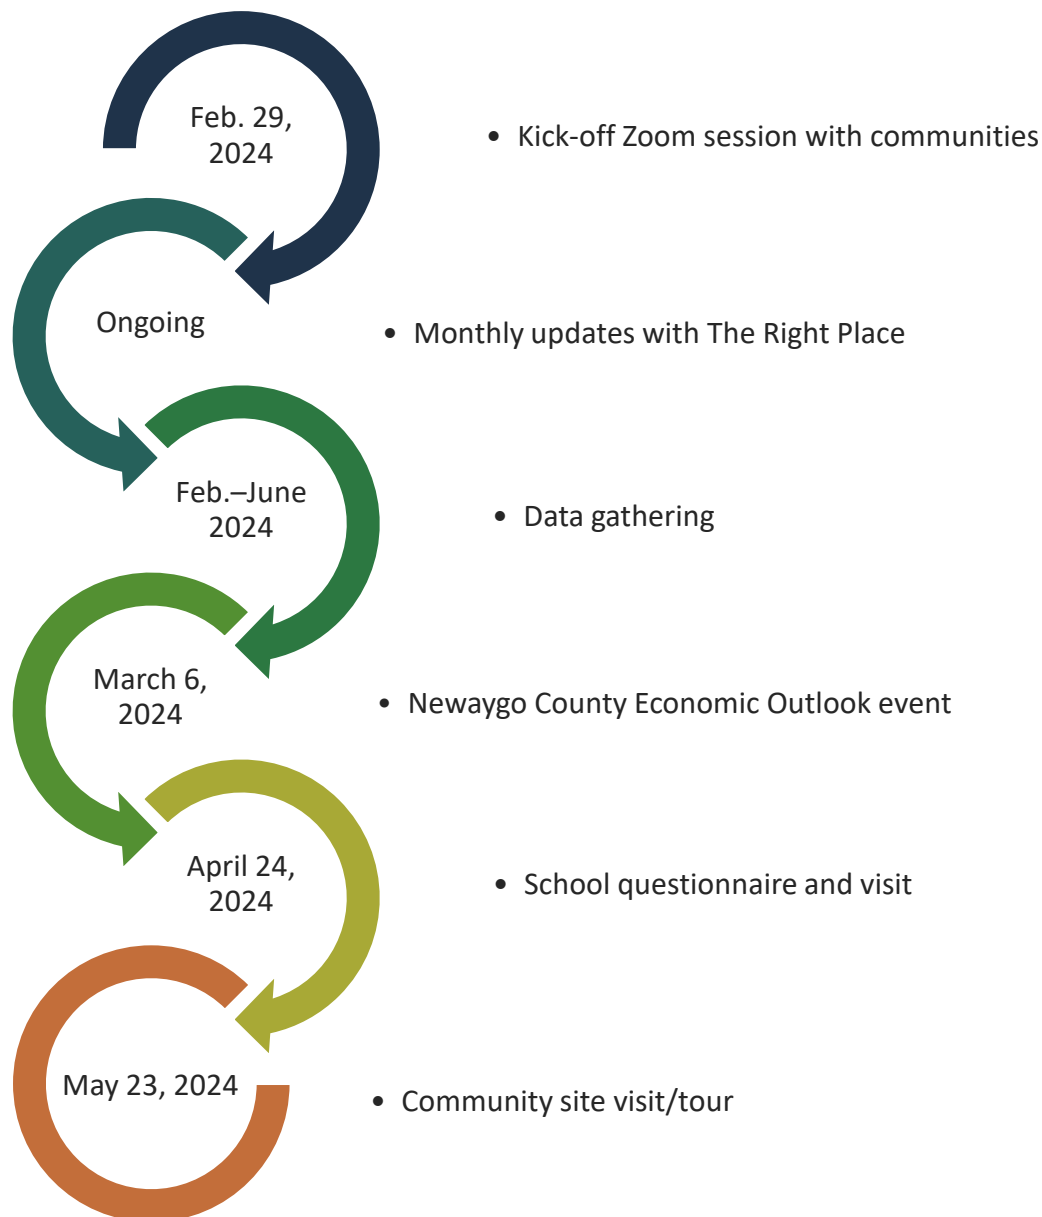 Feb. 29,
2024
• Kick-off Zoom session with communities
Ongoing
• Monthly updates with The Right Place
Feb.–June
2024
• Data gathering
March 6,
2024
• Newaygo County Economic Outlook event
April 24,
2024
• School questionnaire and visit
May 23, 2024
• Community site visit/tour